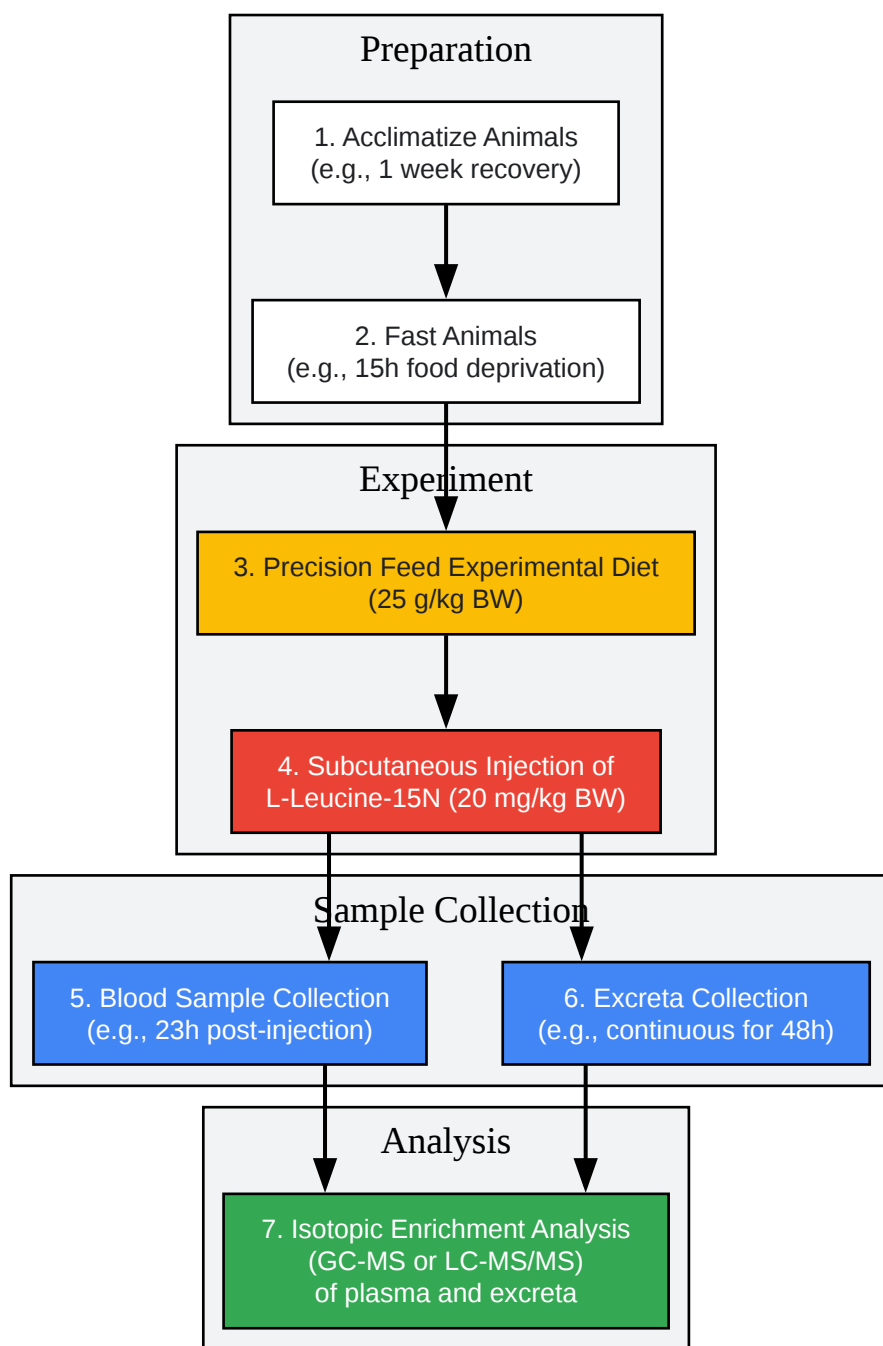 Preparation
1. Acclimatize Animals
(e.g., 1 week recovery)
2. Fast Animals
(e.g., 15h food deprivation)
Experiment
3. Precision Feed Experimental Diet
(25 g/kg BW)
4. Subcutaneous Injection of
L-Leucine-15N (20 mg/kg BW)
Sample Collection
5. Blood Sample Collection
(e.g., 23h post-injection)
6. Excreta Collection
(e.g., continuous for 48h)
Analysis
7. Isotopic Enrichment Analysis
(GC-MS or LC-MS/MS)
of plasma and excreta